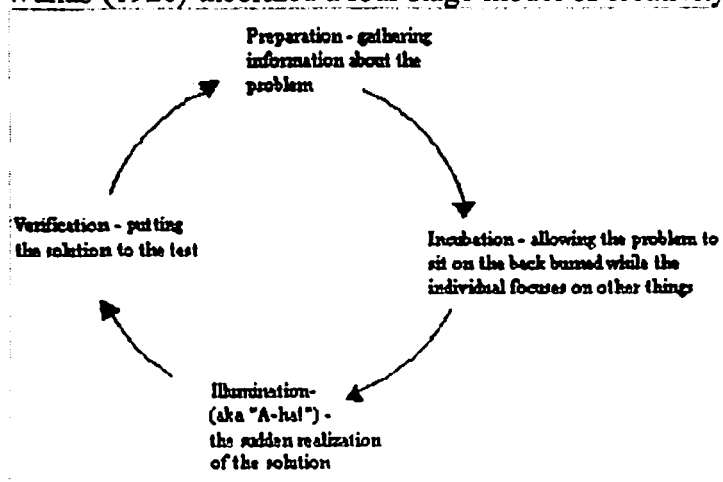 Preparation - gathering
information about the
problem
Incubation - allowing the problem to
sit on the back burned while the
individual focuses on other things
Illumination-
(aka "A-ha!") -
the sudden realization
of the solution
Verification - putting
the solution to the test